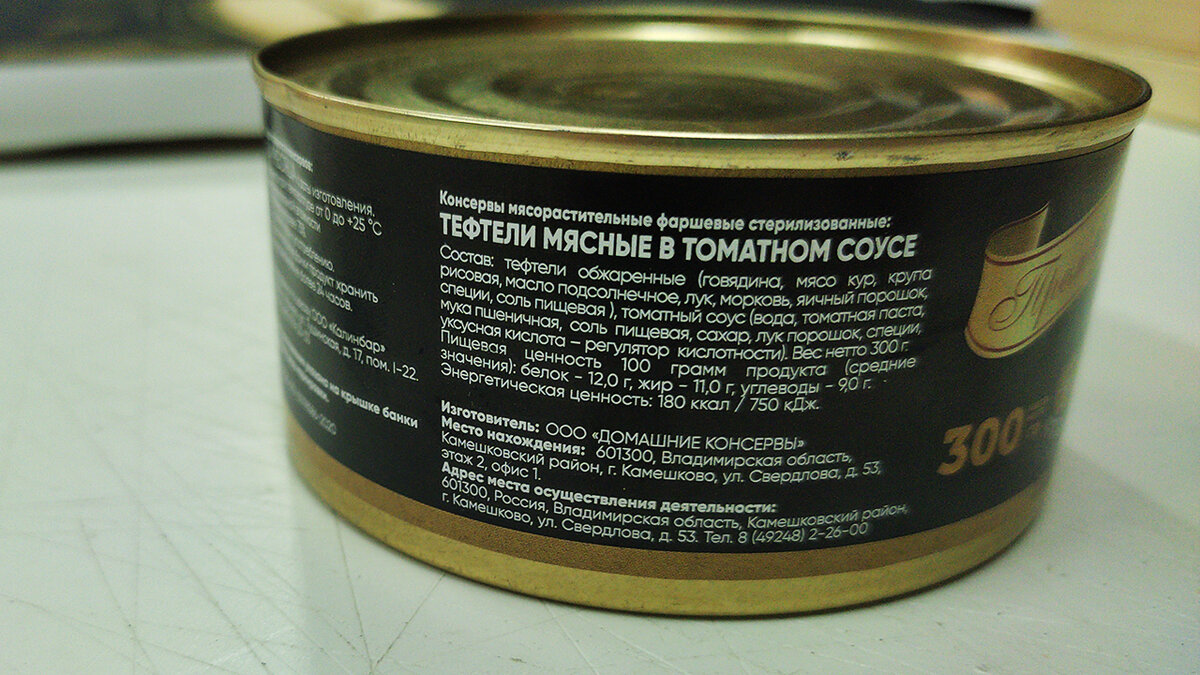 изготовления.
от 0 до +25 °C
продукт хранить
24 часов.
ООО «Калинбар»
д. 17, пом. I-22.
на крышке банки
2020
Консервы мясорастительные фаршевые стерилизованные:
ТЕФТЕЛИ МЯСНЫЕ В ТОМАТНОМ СОУСЕ
Состав: тефтели обжаренные (говядина, мясо кур, крупа
рисовая, масло подсолнечное, лук, морковь, яичный порошок,
специи, соль пищевая ), томатный соус (вода, томатная паста,
мука пшеничная, соль пищевая, сахар, лук порошок, специи,
уксусная кислота – регулятор кислотности). Вес нетто 300 г.
Пищевая ценность 100 грамм продукта (средние
значения): белок - 12,0 г, жир - 11,0 г, углеводы - 9,0 г.
Энергетическая ценность: 180 ккал / 750 кДж.
Изготовитель: ООО «ДОМАШНИЕ КОНСЕРВЫ»
Место нахождения: 601300, Владимирская область,
Камешковский район, г. Камешково, ул. Свердлова, д. 53,
этаж 2, офис 1.
Адрес места осуществления деятельности:
601300, Россия, Владимирская область, Камешковский район,
г. Камешково, ул. Свердлова, д. 53. Тел. 8 (49248) 2-26-00
300